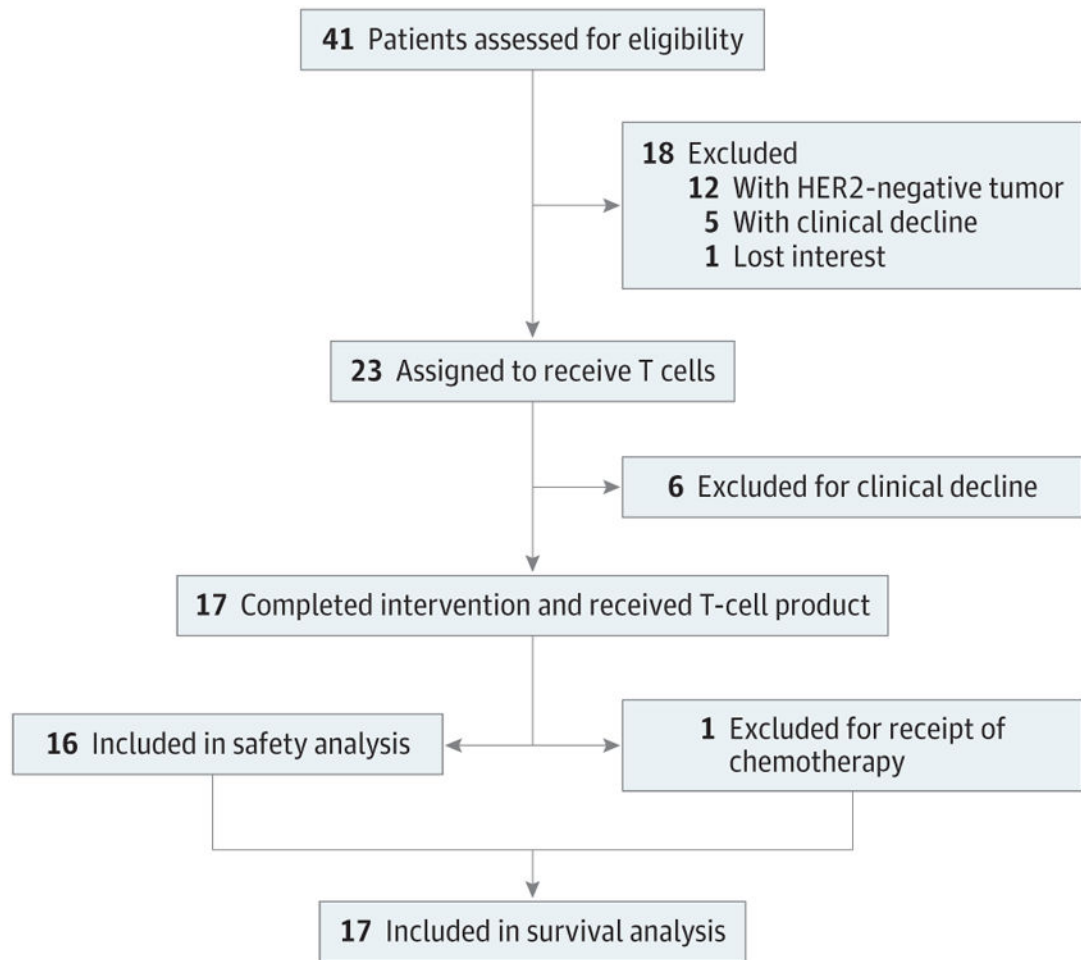 41 Patients assessed for eligibility
18 Excluded
12 With HER2-negative tumor
5 With clinical decline
1 Lost interest
23 Assigned to receive T cells
6 Excluded for clinical decline
17 Completed intervention and received T-cell product
16 Included in safety analysis
1 Excluded for receipt of
chemotherapy
17 Included in survival analysis